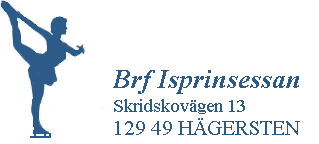 Brf Isprinsessan
Skridskovägen 13
129 49 HÄGERSTEN